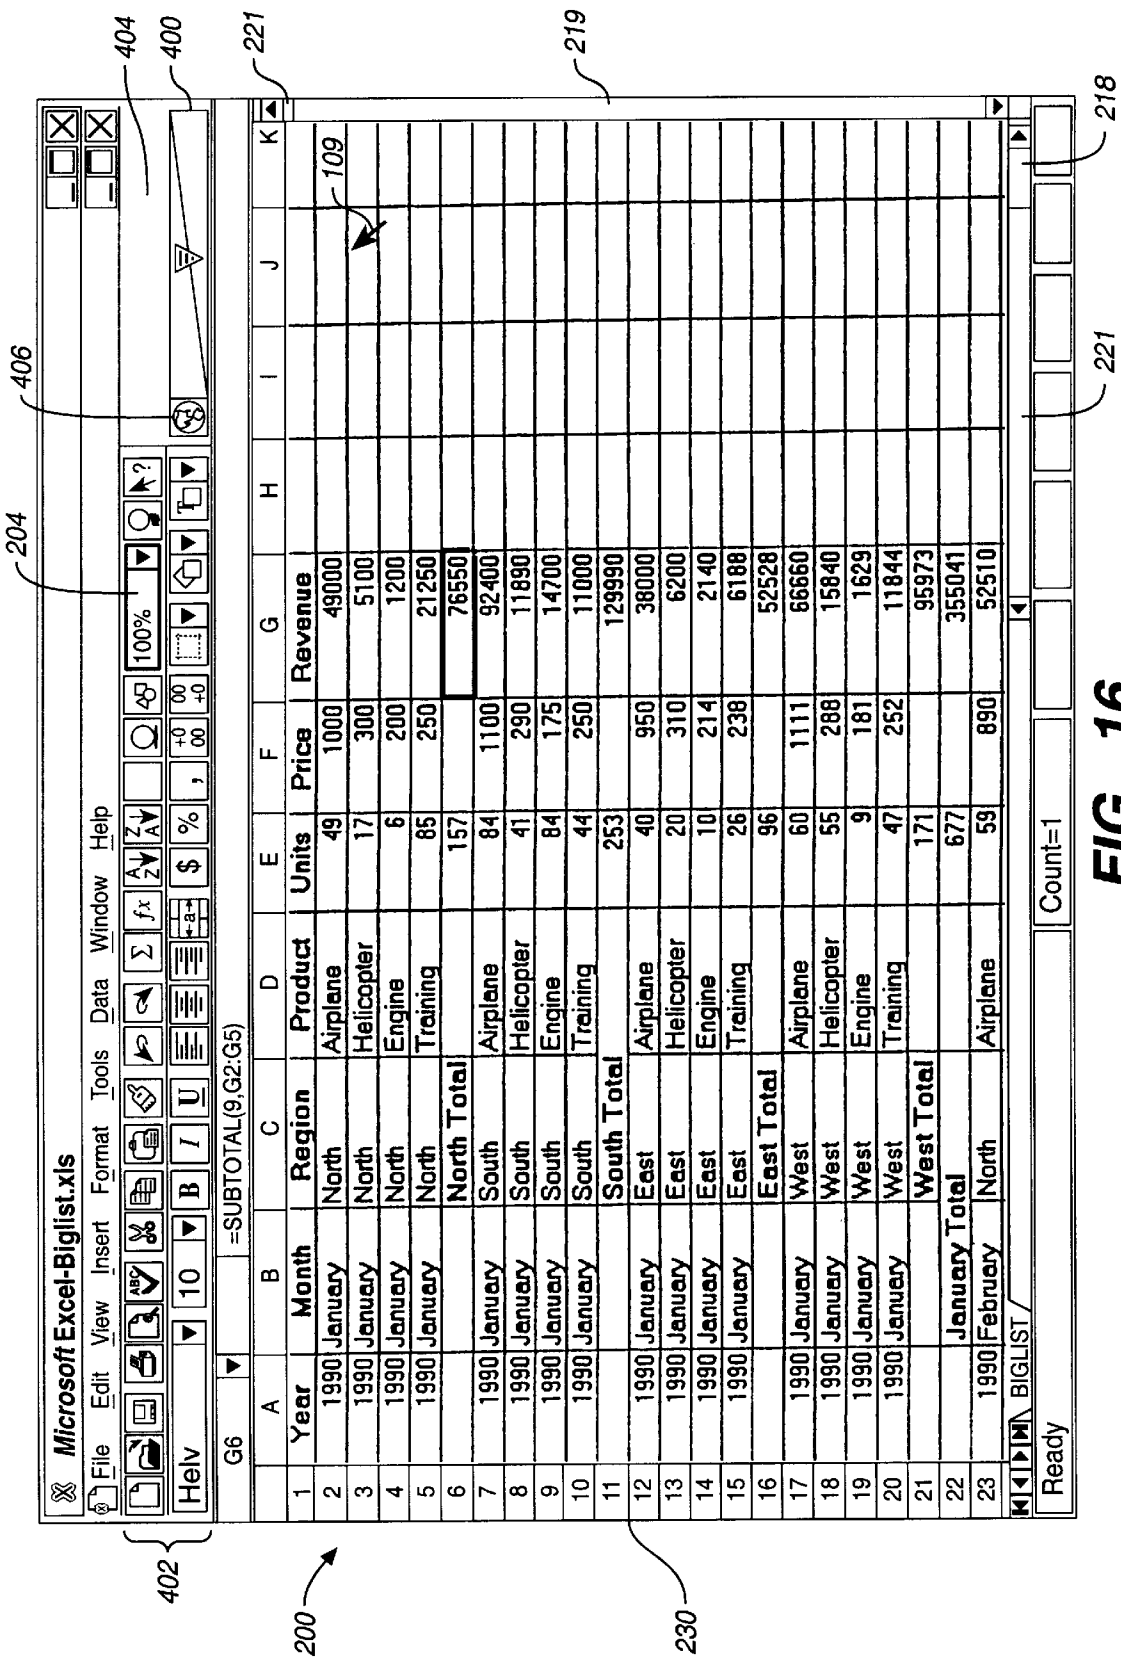 204
406
404
400
Microsoft Excel-Biglist.xls
File Edit View Insert Format Tools Data Window Help
ABC Σ fx A Z Z A 100% ?
402
Helv 10 B I U a $ % , +0 00 00 +0 T
G6 =SUBTOTAL(9,G2:G5)
221
A B C D E F G H I J K
1 Year Month Region Product Units Price Revenue
2 1990 January North Airplane 49 1000 49000
3 1990 January North Helicopter 17 300 5100
4 1990 January North Engine 6 200 1200
5 1990 January North Training 85 250 21250
6 North Total 157 76550
7 1990 January South Airplane 84 1100 92400
8 1990 January South Helicopter 41 290 11890
9 1990 January South Engine 84 175 14700
10 1990 January South Training 44 250 11000
11 South Total 253 129990
12 1990 January East Airplane 40 950 38000
13 1990 January East Helicopter 20 310 6200
14 1990 January East Engine 10 214 2140
15 1990 January East Training 26 238 6188
16 East Total 96 52528
17 1990 January West Airplane 60 1111 66660
18 1990 January West Helicopter 55 288 15840
19 1990 January West Engine 9 181 1629
20 1990 January West Training 47 252 11844
21 West Total 171 95973
22 January Total 677 355041
23 1990 February North Airplane 59 890 52510
109
219
200
230
BIGLIST
Ready Count=1
221
218
FIG. 16